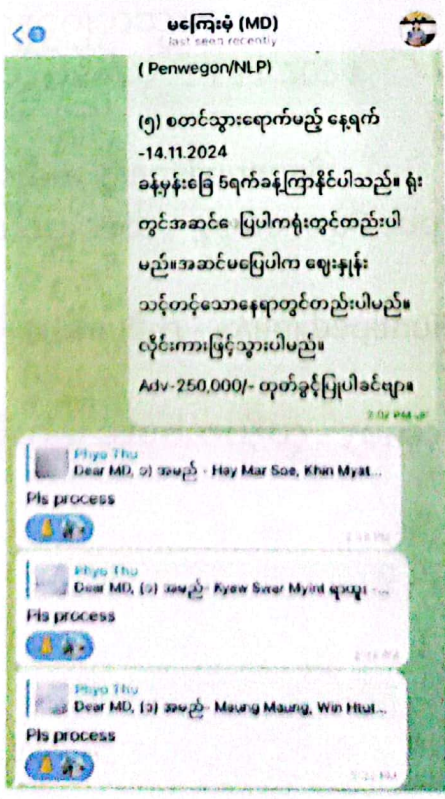 မကြေးမုံ (MD)
last seen recently
( Penwegon/NLP)
(၅) စတင်သွားရောက်မည့် နေ့ရက်
-14.11.2024
ခန့်မှန်းခြေ 5ရက်ခန့်ကြာနိုင်ပါသည်။ ရုံး
ကွင်အဆင်ပြေပါကရုံးတွင်တည်းပါ
မည်။အဆင်မပြေပါက ဈေးနှုန်း
သင့်တင့်သောနေရာတွင်တည်းပါမည်။
လိုင်းကားဖြင့်သွားပါမည်။
Adv-250,000/- ထုတ်ခွင့်ပြုပါခင်ဗျာ။
2:02 PM
Phyo Thu
Dear MD, ၁) အမည် - Hay Mar Soe, Khin Myat...
Pls process
Phyo Thu
Dear MD, (၁) အမည်- Kyaw Swar Myint ရာထူး -...
Pls process
Phyo Thu
Dear MD, (၁) အမည်- Maung Maung, Win Htut...
Pls process